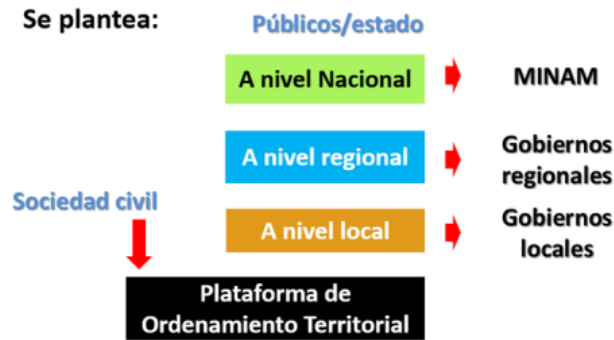 Se plantea:
Públicos/estado
A nivel Nacional
MINAM
A nivel regional
Gobiernos
regionales
Sociedad civil
A nivel local
Gobiernos
locales
Plataforma de
Ordenamiento Territorial